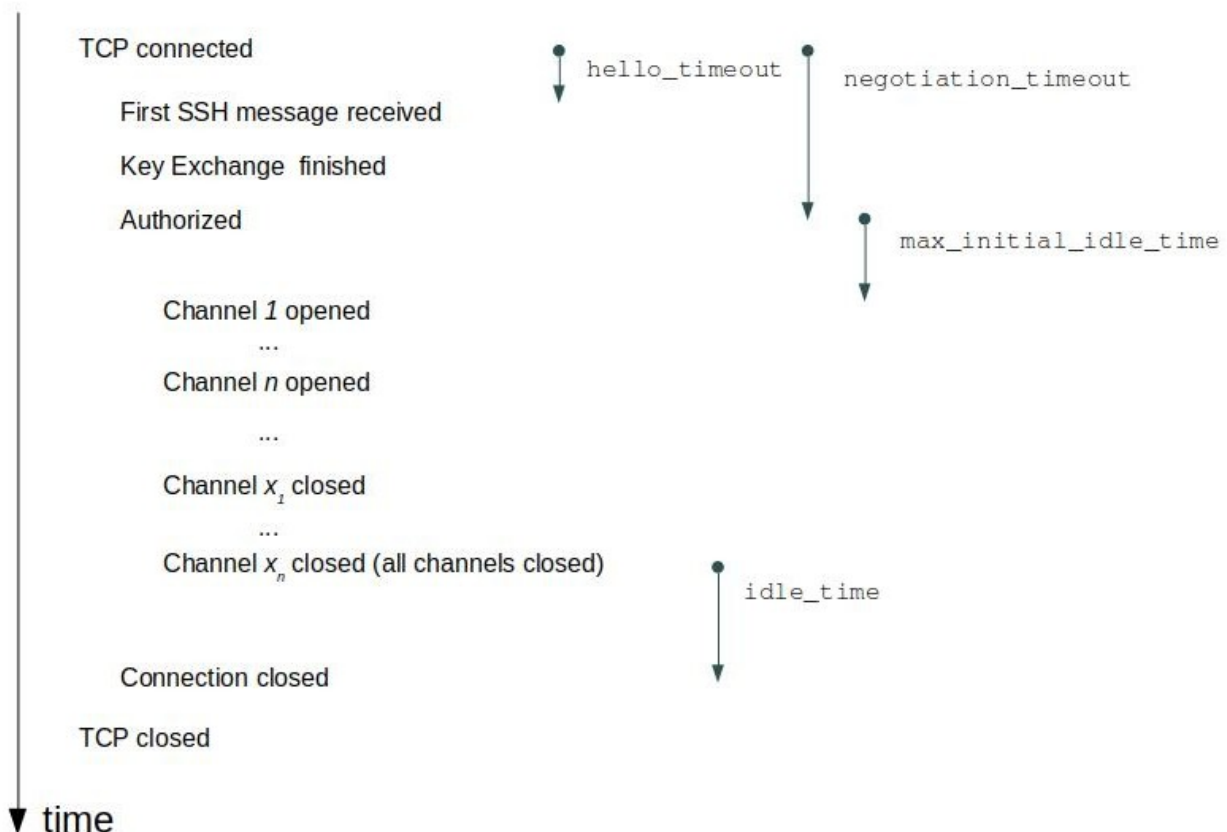 TCP connected
hello_timeout
negotiation_timeout
First SSH message received
Key Exchange  finished
Authorized
max_initial_idle_time
Channel 1 opened
...
Channel n opened
...
Channel x₁ closed
...
Channel xₙ closed (all channels closed)
idle_time
Connection closed
TCP closed
time